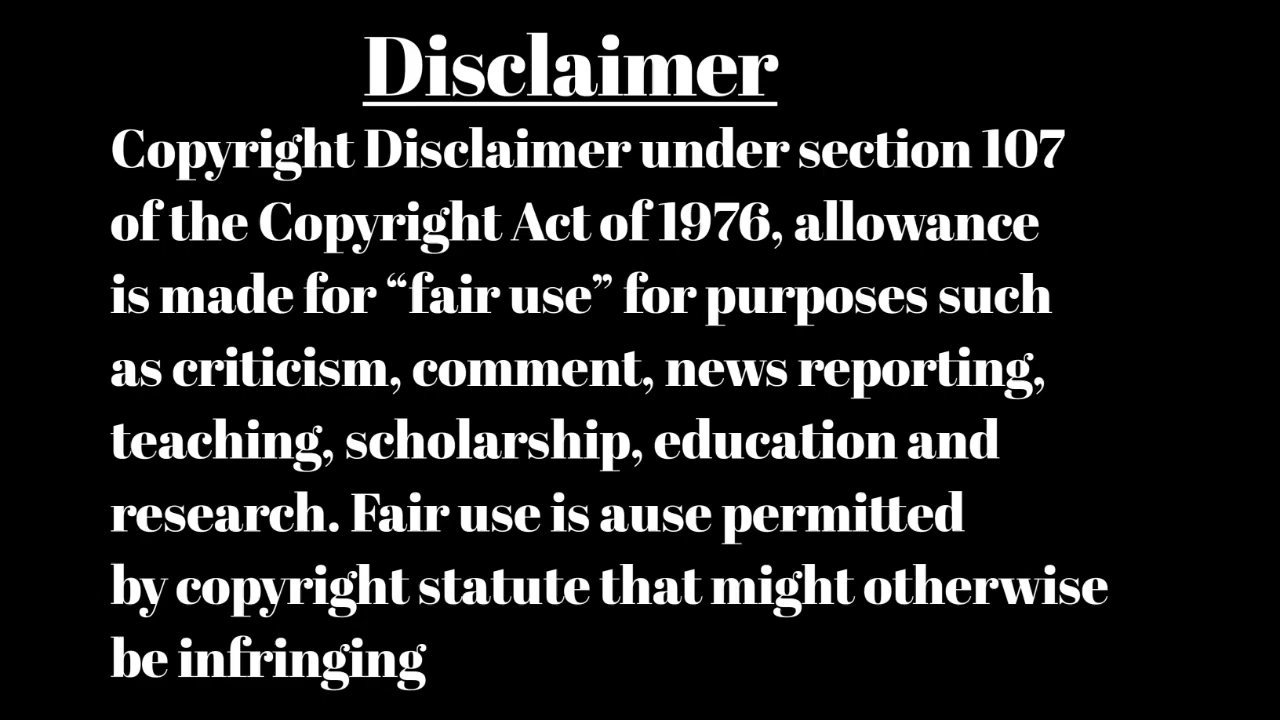 Disclaimer
Copyright Disclaimer under section 107
of the Copyright Act of 1976, allowance
is made for “fair use” for purposes such
as criticism, comment, news reporting,
teaching, scholarship, education and
research. Fair use is ause permitted
by copyright statute that might otherwise
be infringing